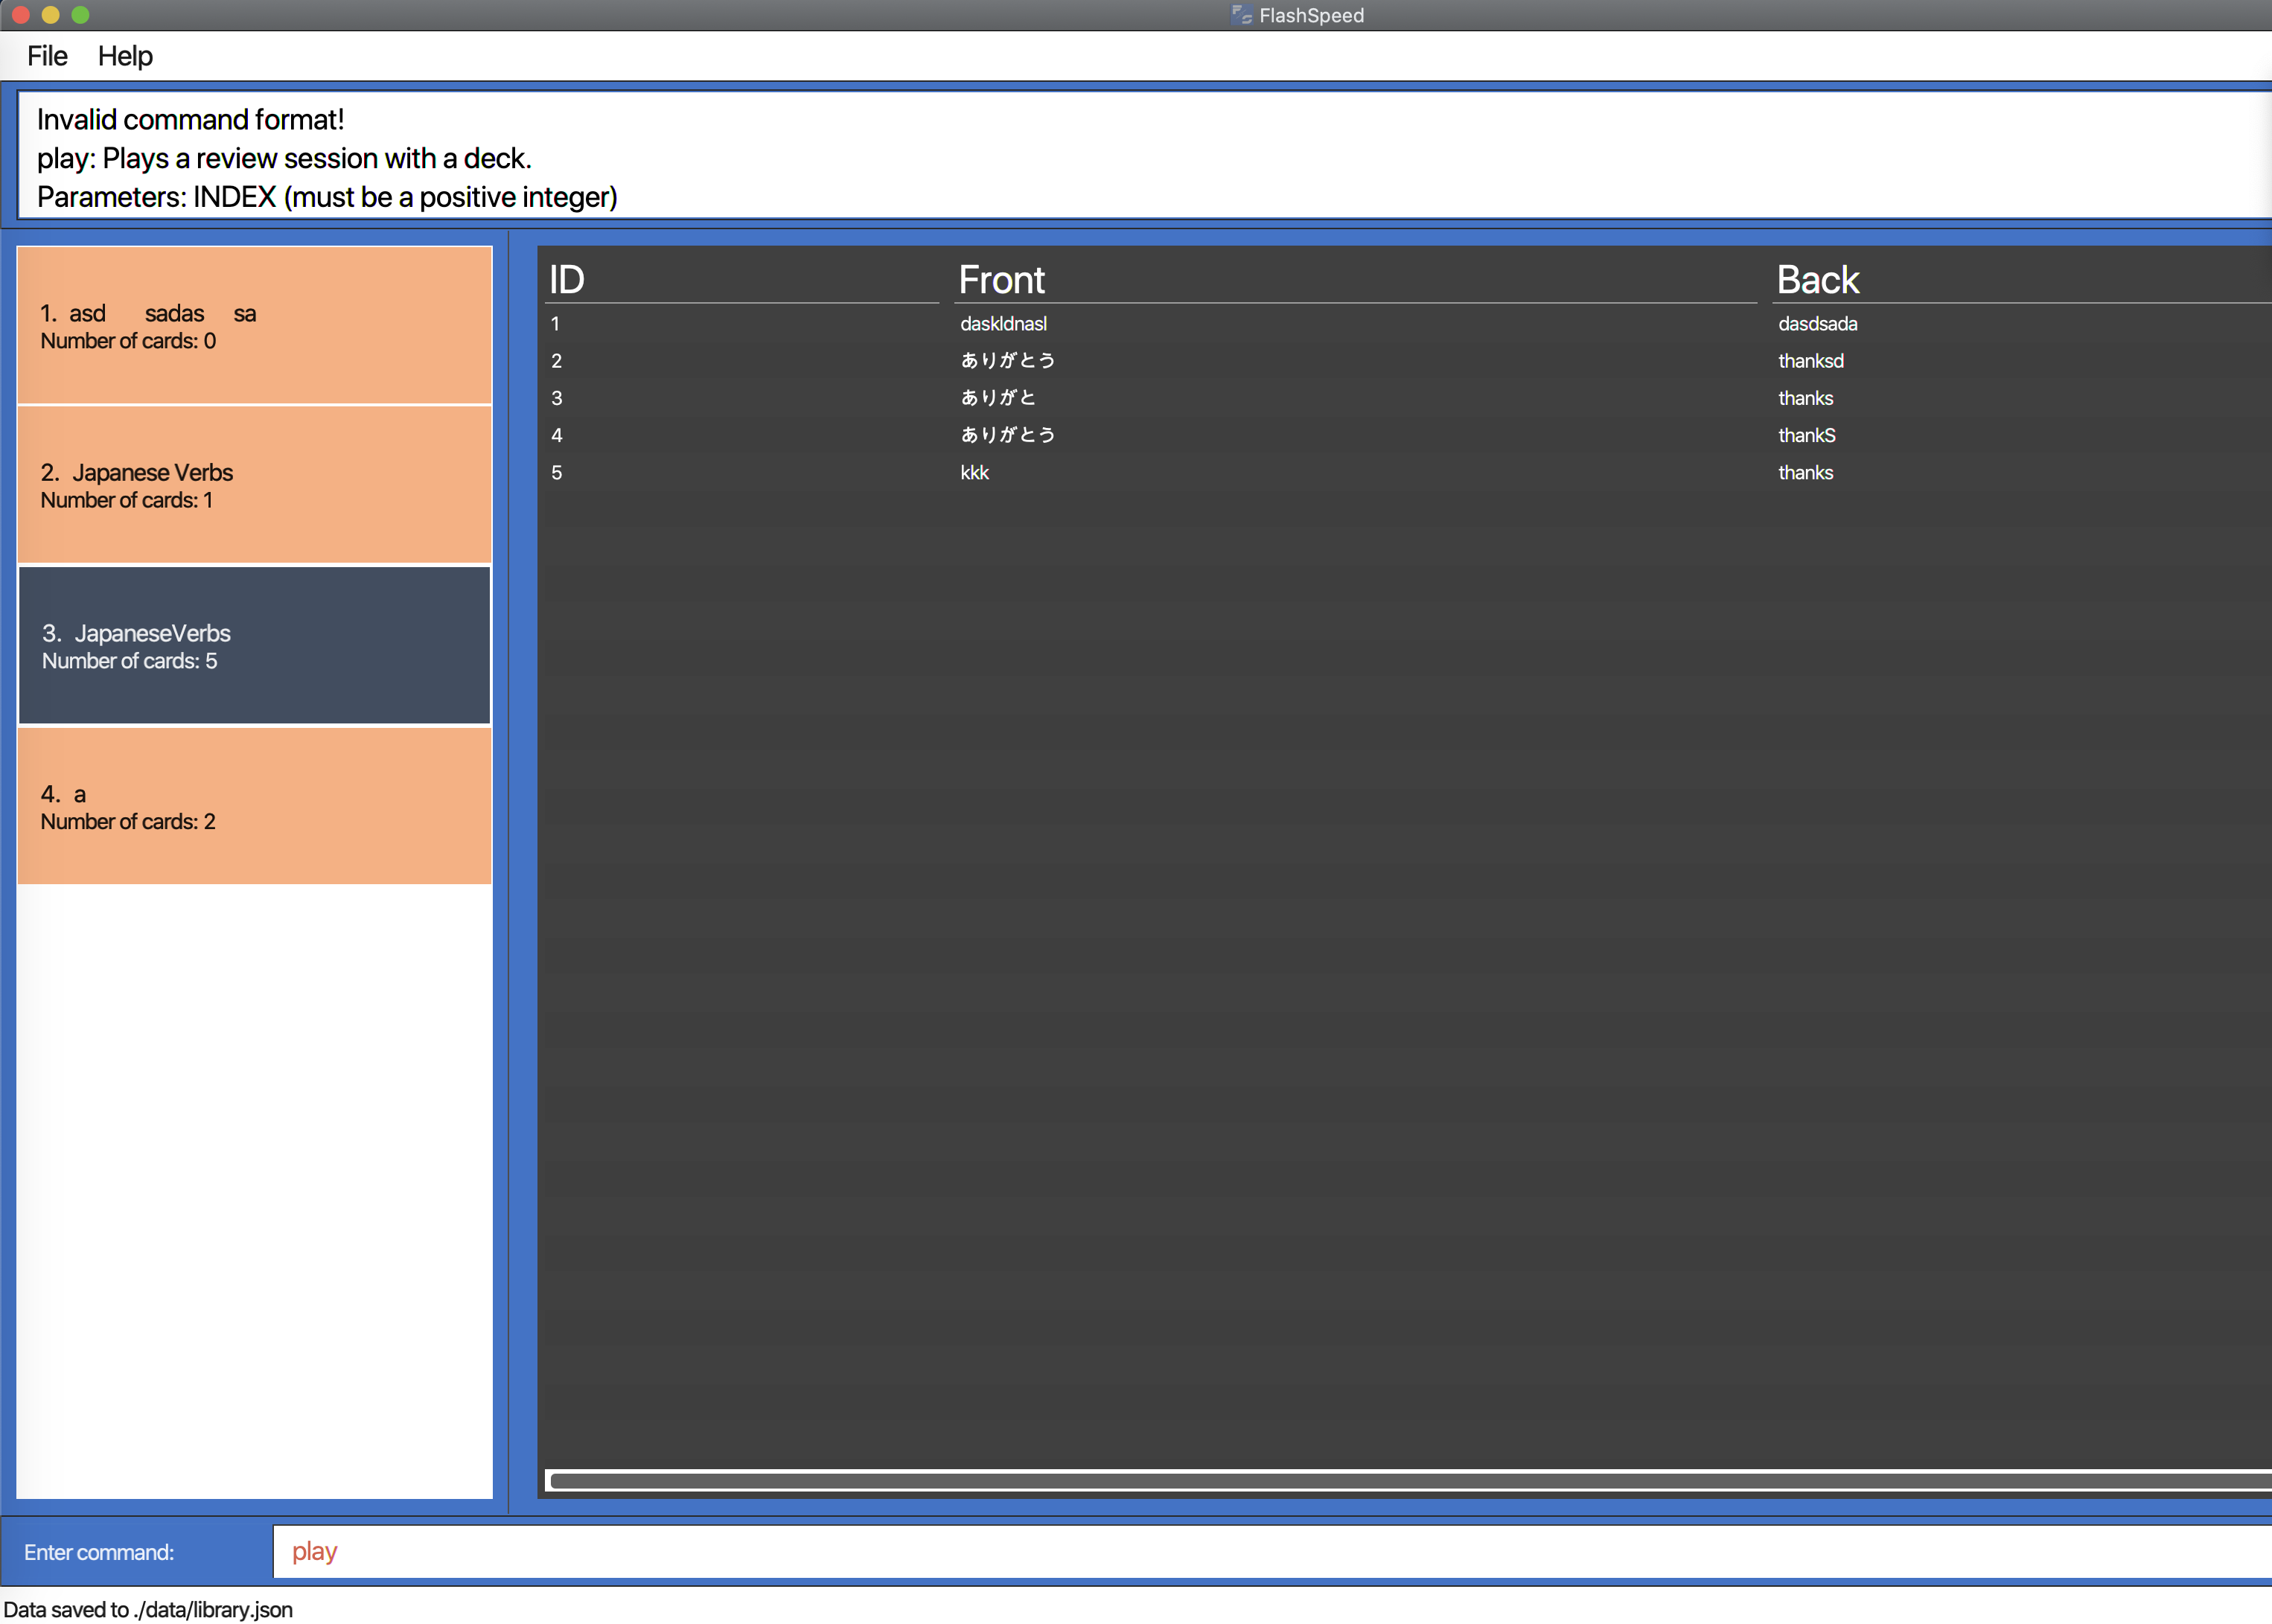 FlashSpeed
File Help
Invalid command format!
play: Plays a review session with a deck.
Parameters: INDEX (must be a positive integer)
1. asd sadas sa
Number of cards: 0
2. Japanese Verbs
Number of cards: 1
3. JapaneseVerbs
Number of cards: 5
4. a
Number of cards: 2
ID Front Back
1 daskldnasl dasdsada
2 ありがとう thanksd
3 ありがと thanks
4 ありがとう thankS
5 kkk thanks
Enter command: play
Data saved to ./data/library.json